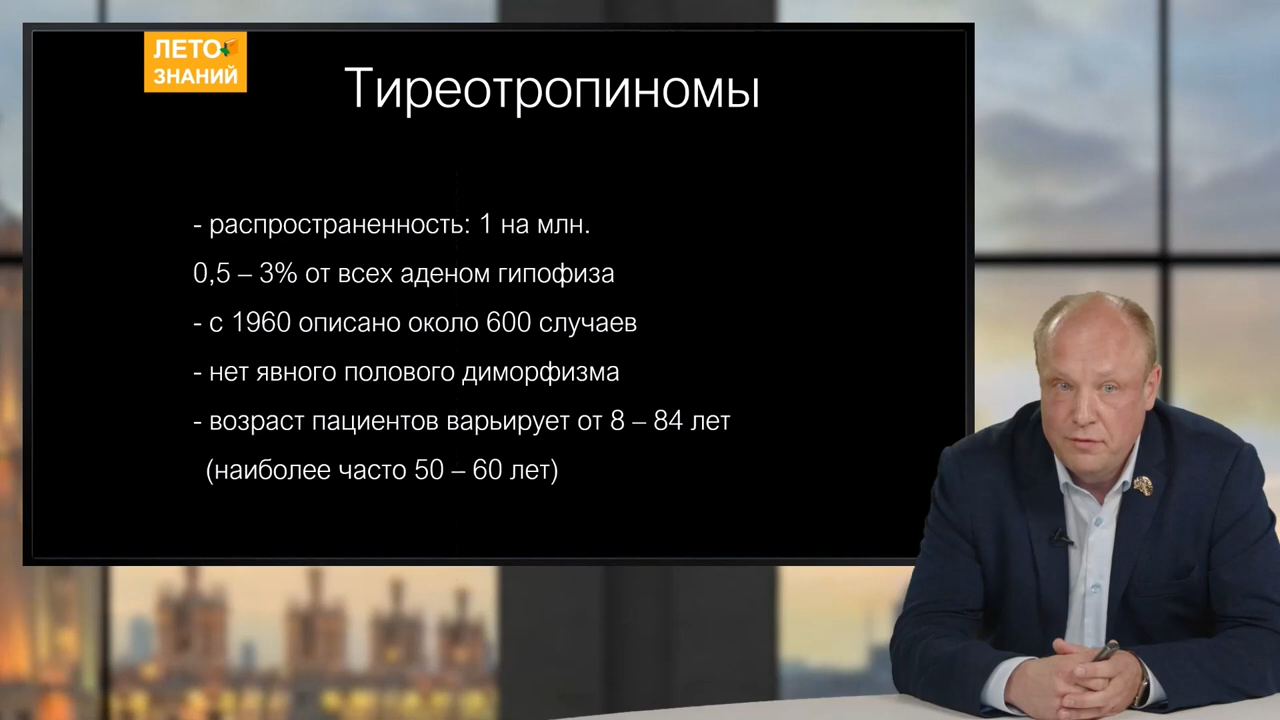 ЛЕТО
ЗНАНИЙ
Тиреотропиномы
- распространенность: 1 на млн.
0,5 – 3% от всех аденом гипофиза
- с 1960 описано около 600 случаев
- нет явного полового диморфизма
- возраст пациентов варьирует от 8 – 84 лет
(наиболее часто 50 – 60 лет)